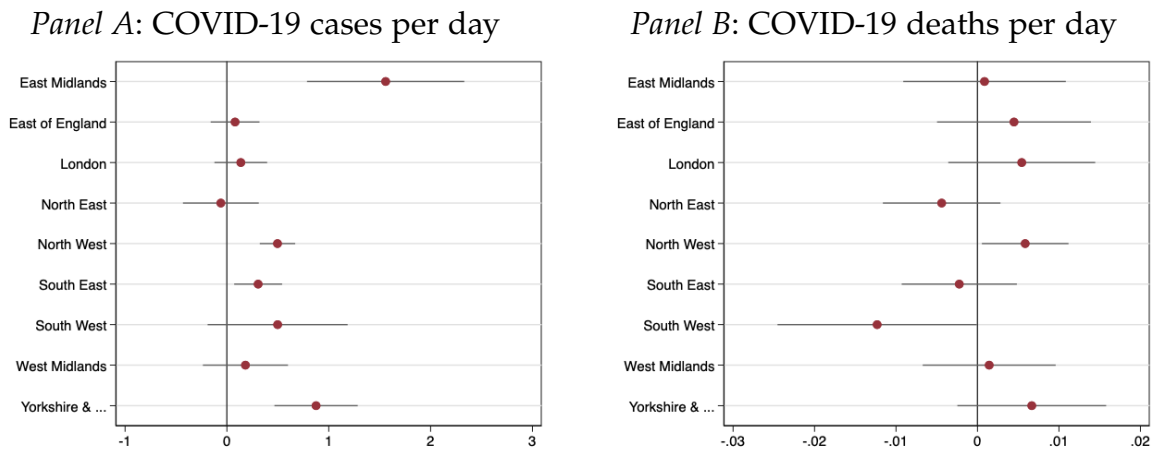 Panel A: COVID-19 cases per day
East Midlands
East of England
London
North East
North West
South East
South West
West Midlands
Yorkshire & ...
-1 0 1 2 3
Panel B: COVID-19 deaths per day
East Midlands
East of England
London
North East
North West
South East
South West
West Midlands
Yorkshire & ...
-.03 -.02 -.01 0 .01 .02